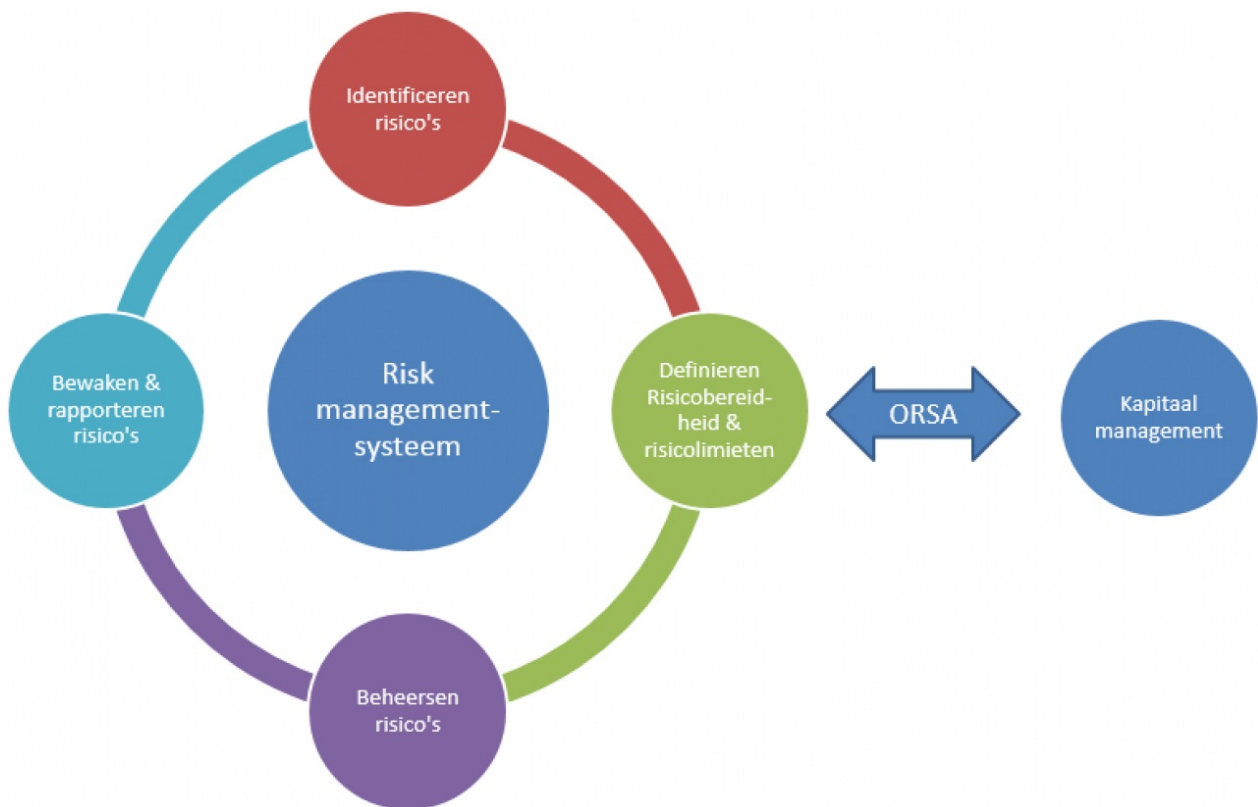 Identificeren
risico's
Risk
management-
systeem
Bewaken &
rapporteren
risico's
Definieren
Risicobereid-
heid &
risicolimieten
ORSA
Kapitaal
management
Beheersen
risico's